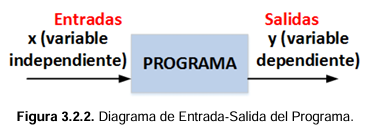 Entradas
x (variable
independiente)
PROGRAMA
Salidas
y (variable
dependiente)
Figura 3.2.2. Diagrama de Entrada-Salida del Programa.